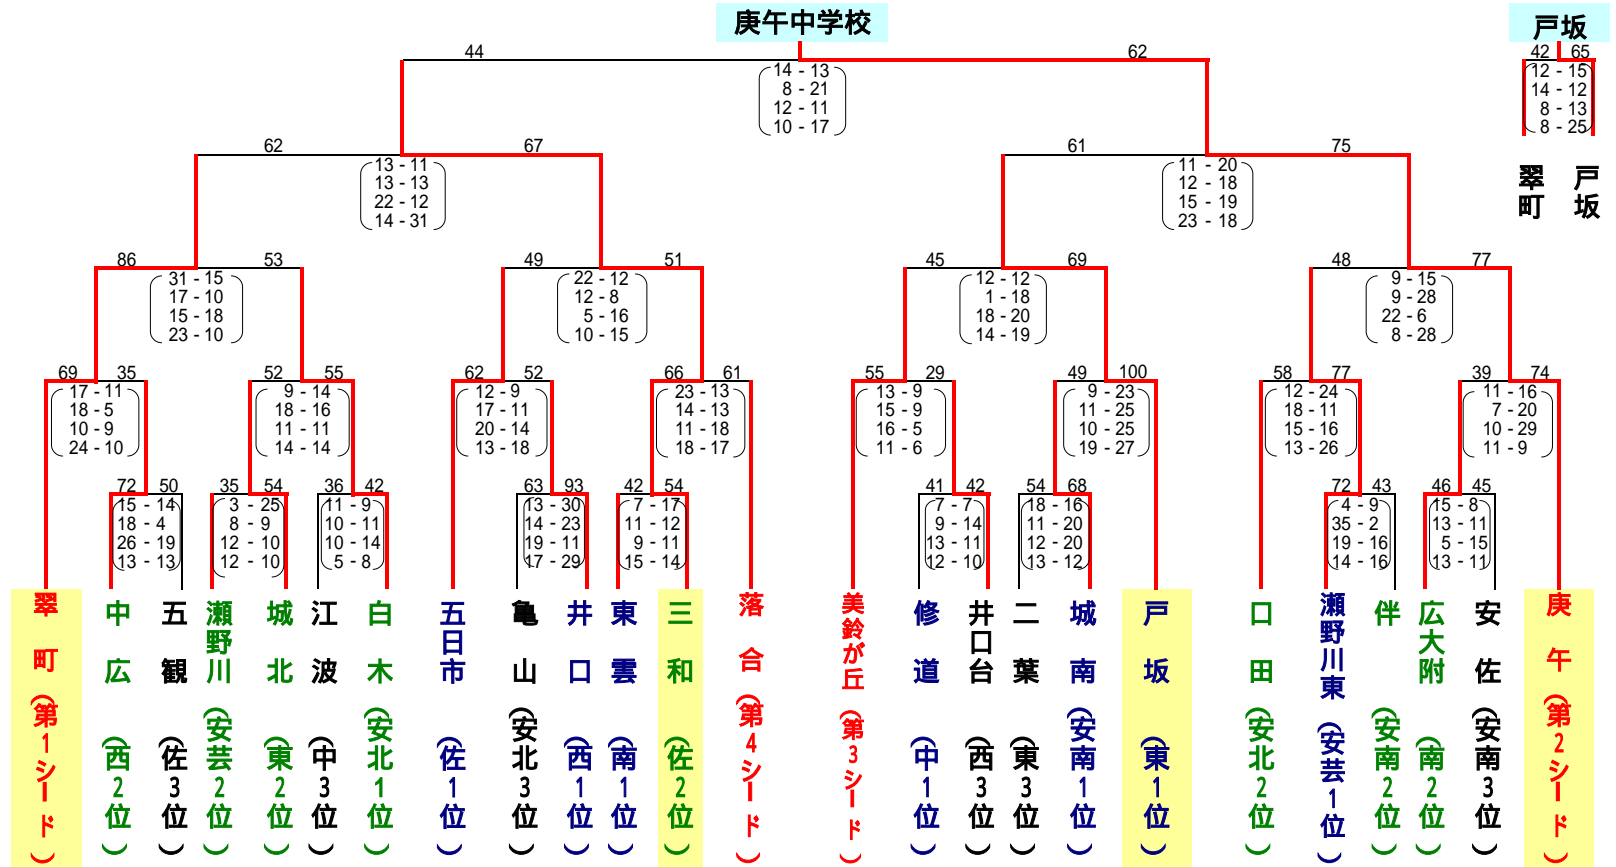 庚午中学校
戸坂
44
62
42 65
14 - 13
8 - 21
12 - 11
10 - 17
12 - 15
14 - 12
8 - 13
8 - 25
翠町
戸坂
62
67
61
75
13 - 11
13 - 13
22 - 12
14 - 31
11 - 20
12 - 18
15 - 19
23 - 18
86
53
49
51
45
69
48
77
31 - 15
17 - 10
15 - 18
23 - 10
22 - 12
12 - 8
5 - 16
10 - 15
12 - 12
1 - 18
18 - 20
14 - 19
9 - 15
9 - 28
22 - 6
8 - 28
69 35
17 - 11
18 - 5
10 - 9
24 - 10
52 55
9 - 14
18 - 16
11 - 11
14 - 14
62 52
12 - 9
17 - 11
20 - 14
13 - 18
66 61
23 - 13
14 - 13
11 - 18
18 - 17
55 29
13 - 9
15 - 9
16 - 5
11 - 6
49 100
9 - 23
11 - 25
10 - 25
19 - 27
58 77
12 - 24
18 - 11
15 - 16
13 - 26
39 74
11 - 16
7 - 20
10 - 29
11 - 9
72 50
15 - 14
18 - 4
26 - 19
13 - 13
35 54
3 - 25
8 - 9
12 - 10
12 - 10
36 42
11 - 9
10 - 11
10 - 14
5 - 8
63 93
13 - 30
14 - 23
19 - 11
17 - 29
42 54
7 - 17
11 - 12
9 - 11
15 - 14
41 42
7 - 7
9 - 14
13 - 11
12 - 10
54 68
18 - 16
11 - 20
12 - 20
13 - 12
72 43
4 - 9
35 - 2
19 - 16
14 - 16
46 45
15 - 8
13 - 11
5 - 15
13 - 11
翠町(第1シード)
中広(西2位)
五観(佐3位)
瀬野川(安芸2位)
城北(東2位)
江波(中3位)
白木(安北1位)
五日市(佐1位)
亀山(安北3位)
井口(西1位)
東雲(南1位)
三和(佐2位)
落合(第4シード)
美鈴が丘(第3シード)
修道(中1位)
井口台(西3位)
二葉(東3位)
城南(安南1位)
戸坂(東1位)
口田(安北2位)
瀬野川東(安芸1位)
伴(安南2位)
広大附(南2位)
安佐(安南3位)
庚午(第2シード)